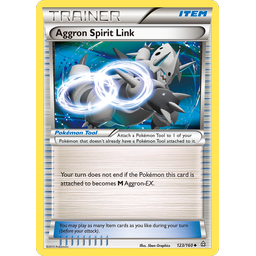 TRAINER ITEM
Aggron Spirit Link
Pokémon Tool
Attach a Pokémon Tool to 1 of your
Pokémon that doesn't already have a Pokémon Tool attached to it.
Your turn does not end if the Pokémon this card is
attached to becomes M Aggron-EX.
You may play as many Item cards as you like during your turn
(before your attack).
Illus. 5ban Graphics 123/160